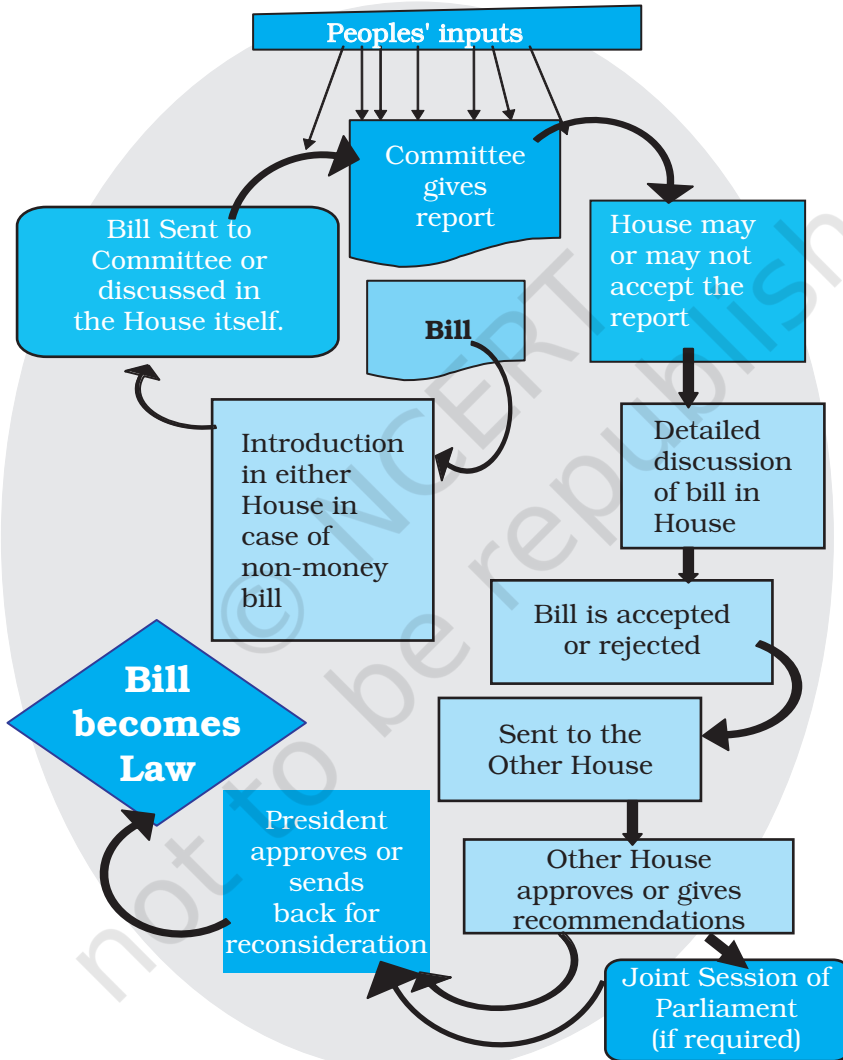 Peoples' inputs
Committee
gives
report
Bill Sent to
Committee or
discussed in
the House itself.
House may
or may not
accept the
report
Bill
Introduction
in either
House in
case of
non-money
bill
Detailed
discussion
of bill in
House
Bill is accepted
or rejected
Sent to the
Other House
Other House
approves or gives
recommendations
Joint Session of
Parliament
(if required)
President
approves or
sends
back for
reconsideration
Bill
becomes
Law
© NCERT
not to be republish